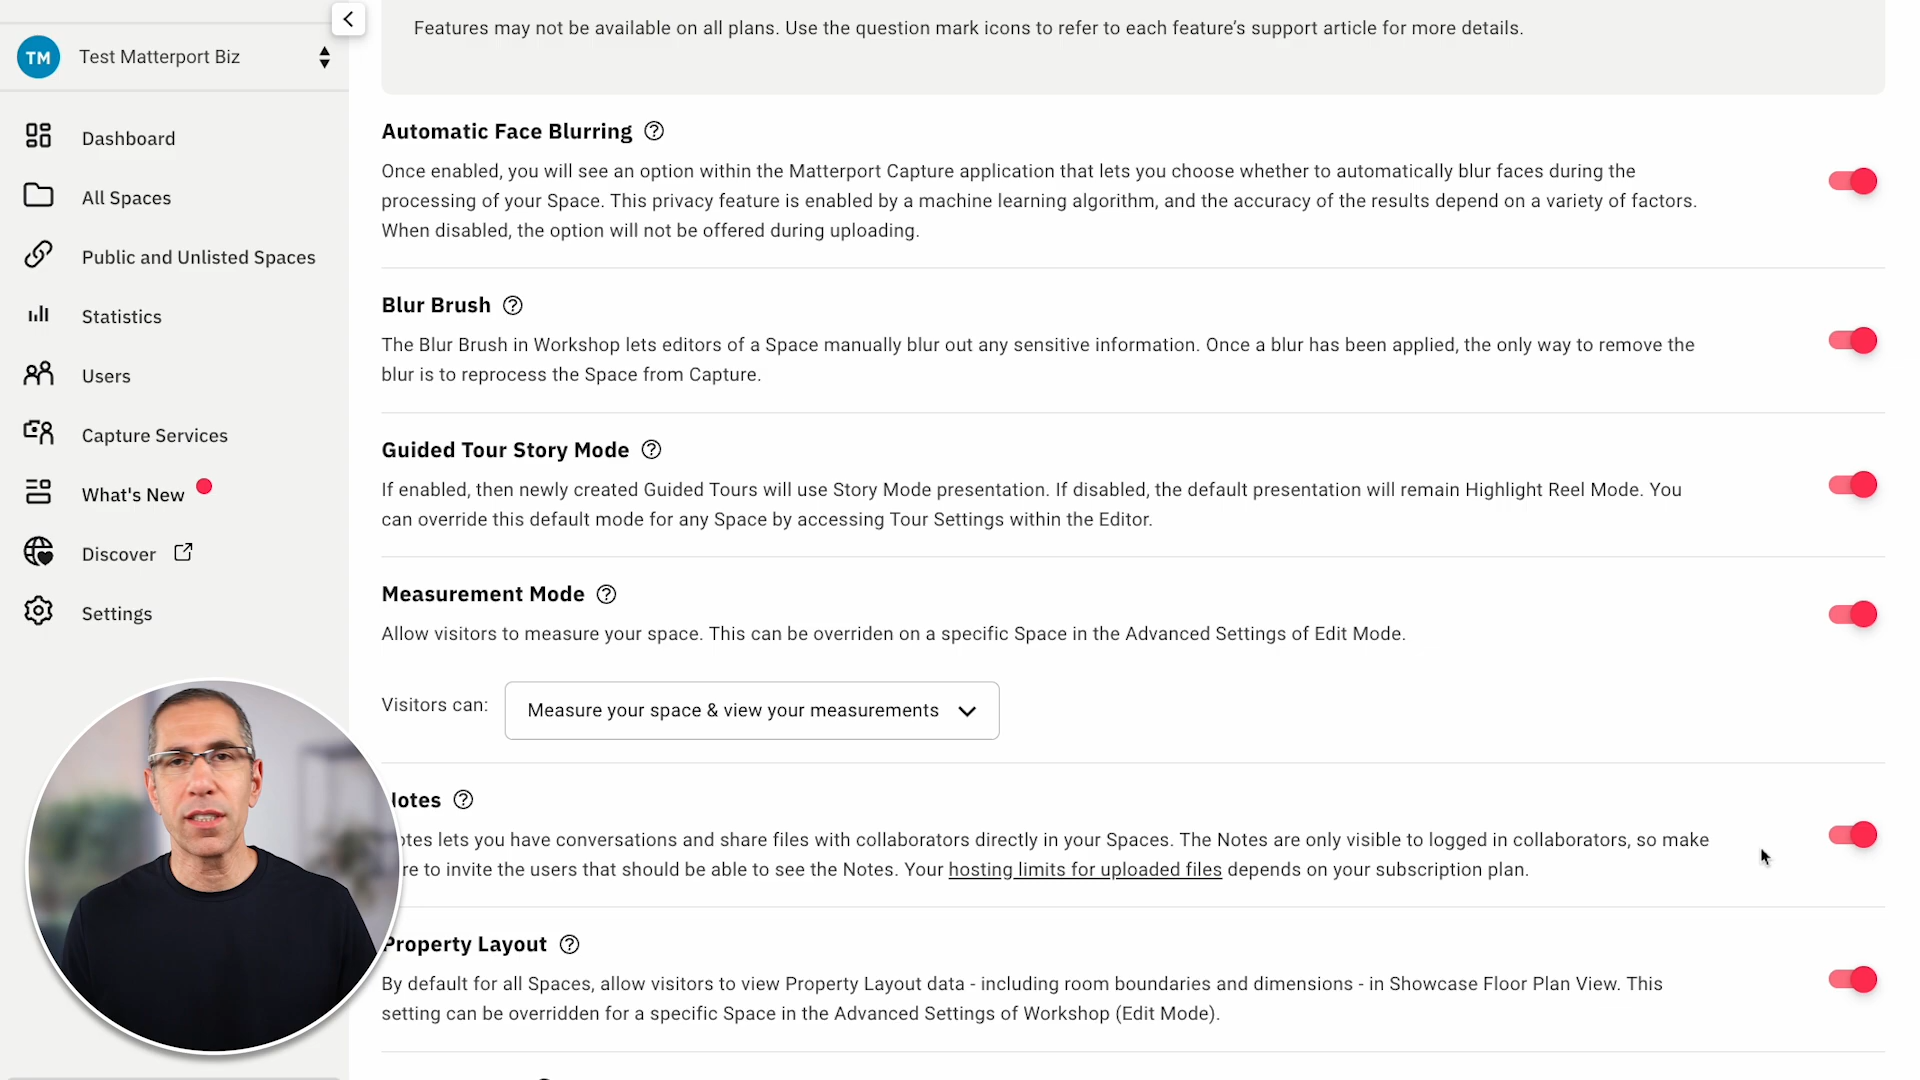 Features may not be available on all plans. Use the question mark icons to refer to each feature's support article for more details.
TM
Test Matterport Biz
Dashboard
All Spaces
Public and Unlisted Spaces
Statistics
Users
Capture Services
What's New
Discover
Settings
Automatic Face Blurring
Once enabled, you will see an option within the Matterport Capture application that lets you choose whether to automatically blur faces during the
processing of your Space. This privacy feature is enabled by a machine learning algorithm, and the accuracy of the results depend on a variety of factors.
When disabled, the option will not be offered during uploading.
Blur Brush
The Blur Brush in Workshop lets editors of a Space manually blur out any sensitive information. Once a blur has been applied, the only way to remove the
blur is to reprocess the Space from Capture.
Guided Tour Story Mode
If enabled, then newly created Guided Tours will use Story Mode presentation. If disabled, the default presentation will remain Highlight Reel Mode. You
can override this default mode for any Space by accessing Tour Settings within the Editor.
Measurement Mode
Allow visitors to measure your space. This can be overriden on a specific Space in the Advanced Settings of Edit Mode.
Visitors can:
Measure your space & view your measurements
otes
otes lets you have conversations and share files with collaborators directly in your Spaces. The Notes are only visible to logged in collaborators, so make
re to invite the users that should be able to see the Notes. Your hosting limits for uploaded files depends on your subscription plan.
Property Layout
By default for all Spaces, allow visitors to view Property Layout data - including room boundaries and dimensions - in Showcase Floor Plan View. This
setting can be overridden for a specific Space in the Advanced Settings of Workshop (Edit Mode).